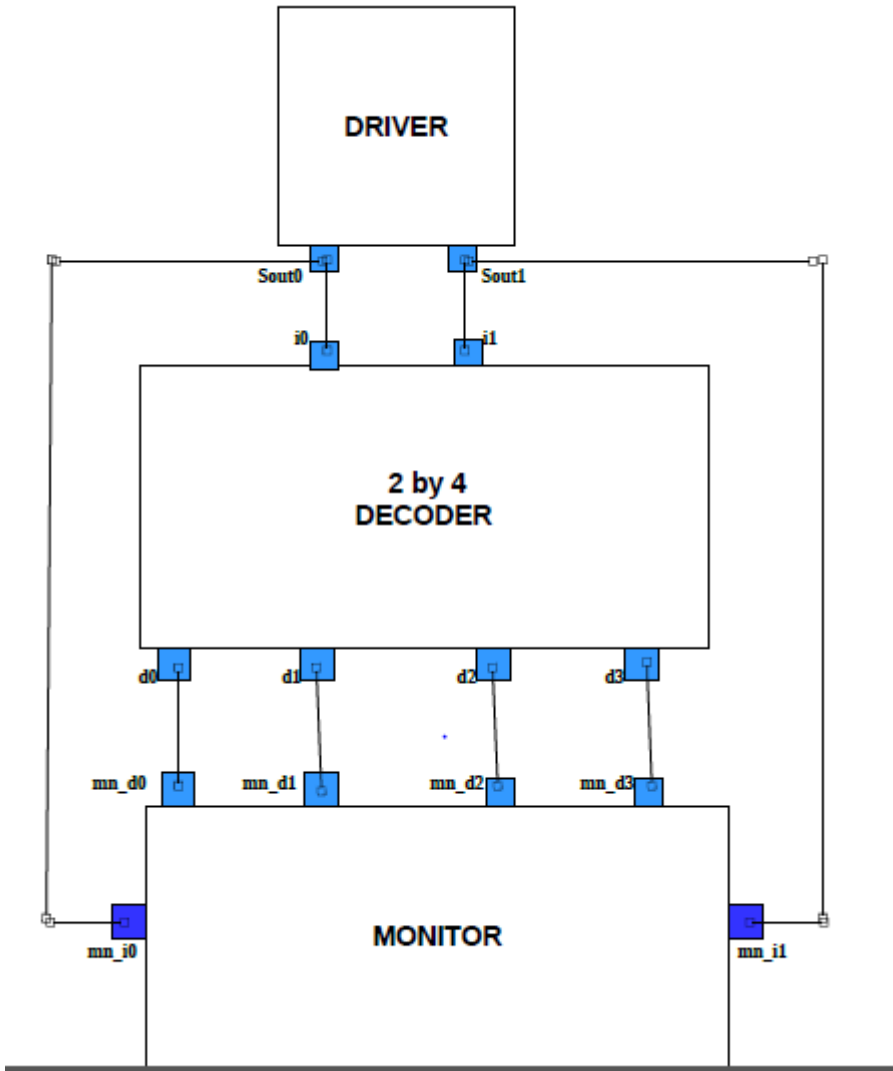 DRIVER
Sout0
Sout1
i0
i1
2 by 4
DECODER
d0
d1
d2
d3
mn_d0
mn_d1
mn_d2
mn_d3
MONITOR
mn_i0
mn_i1